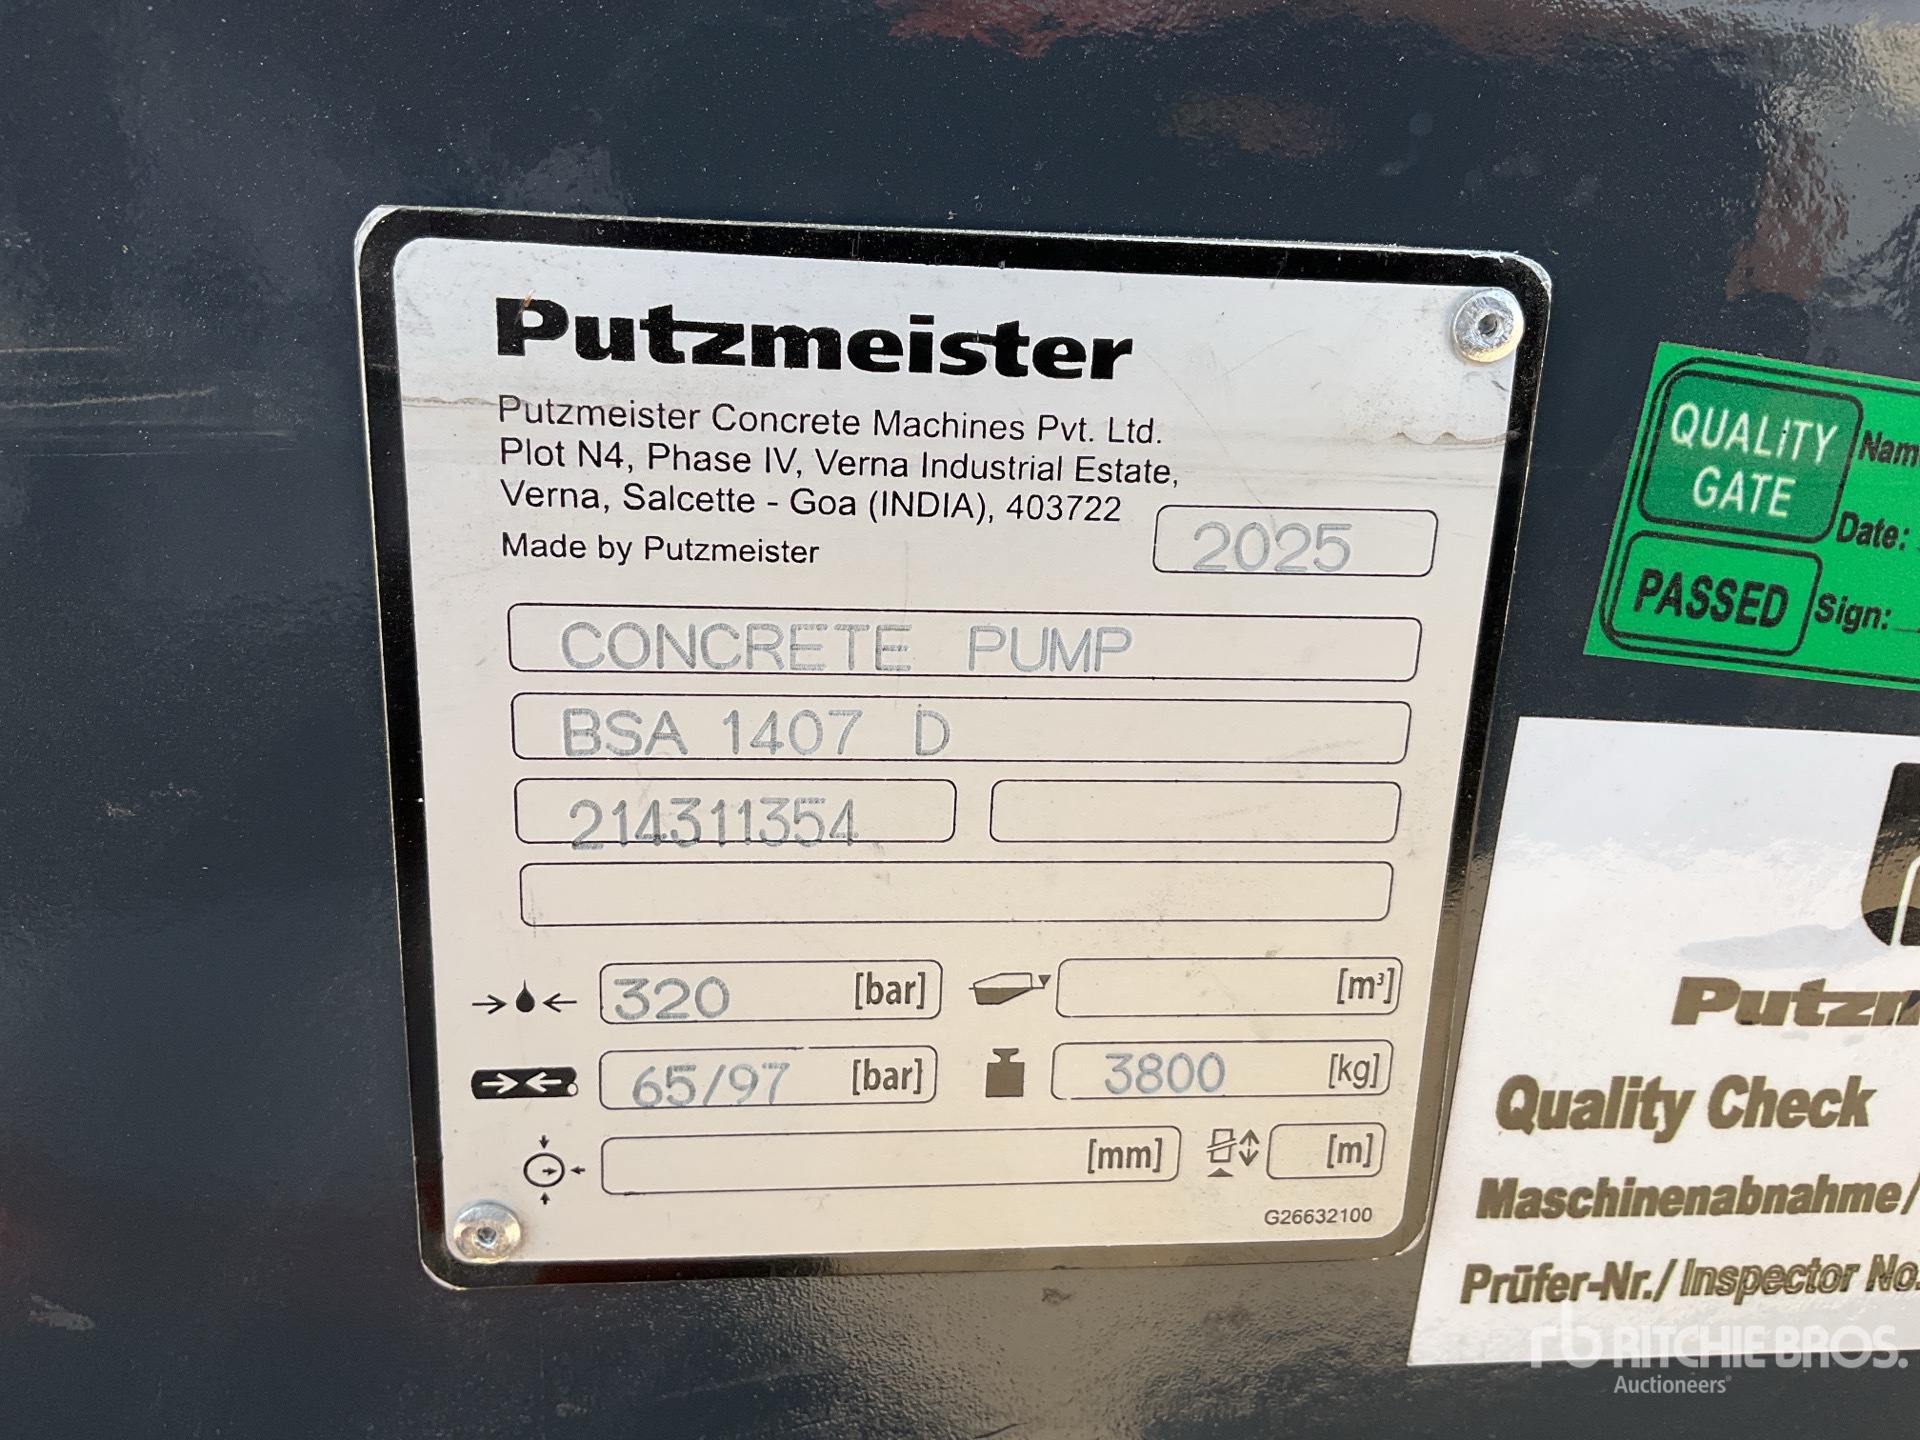 Putzmeister
Putzmeister Concrete Machines Pvt. Ltd.
Plot N4, Phase IV, Verna Industrial Estate,
Verna, Salcette - Goa (INDIA), 403722
Made by Putzmeister
2025
CONCRETE PUMP
BSA 1407 D
214311354
320 [bar]
[m³]
65/97 [bar]
3800 [kg]
[mm]
[m]
G26632100
QUALITY
GATE
PASSED
Date:
Sign:
Quality Check
Maschinenabnahme/
Prüfer-Nr./Inspector No.
rb RITCHIE BROS.
Auctioneers